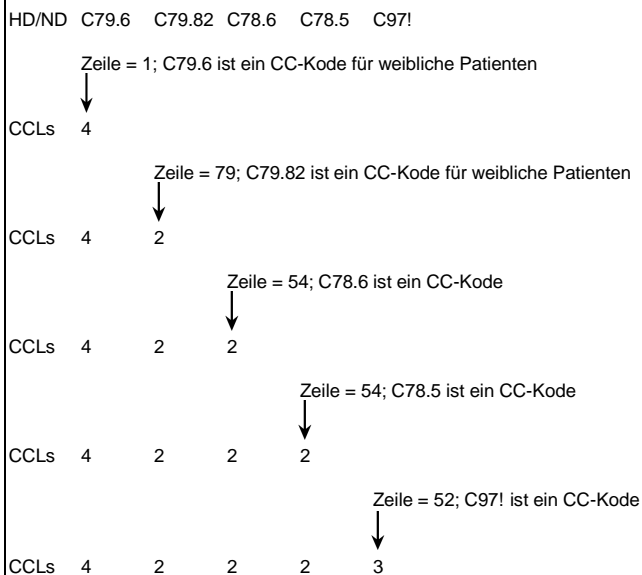 HD/ND C79.6 C79.82 C78.6 C78.5 C97!
Zeile = 1; C79.6 ist ein CC-Kode für weibliche Patienten
CCLs 4
Zeile = 79; C79.82 ist ein CC-Kode für weibliche Patienten
CCLs 4 2
Zeile = 54; C78.6 ist ein CC-Kode
CCLs 4 2 2
Zeile = 54; C78.5 ist ein CC-Kode
CCLs 4 2 2 2
Zeile = 52; C97! ist ein CC-Kode
CCLs 4 2 2 2 3